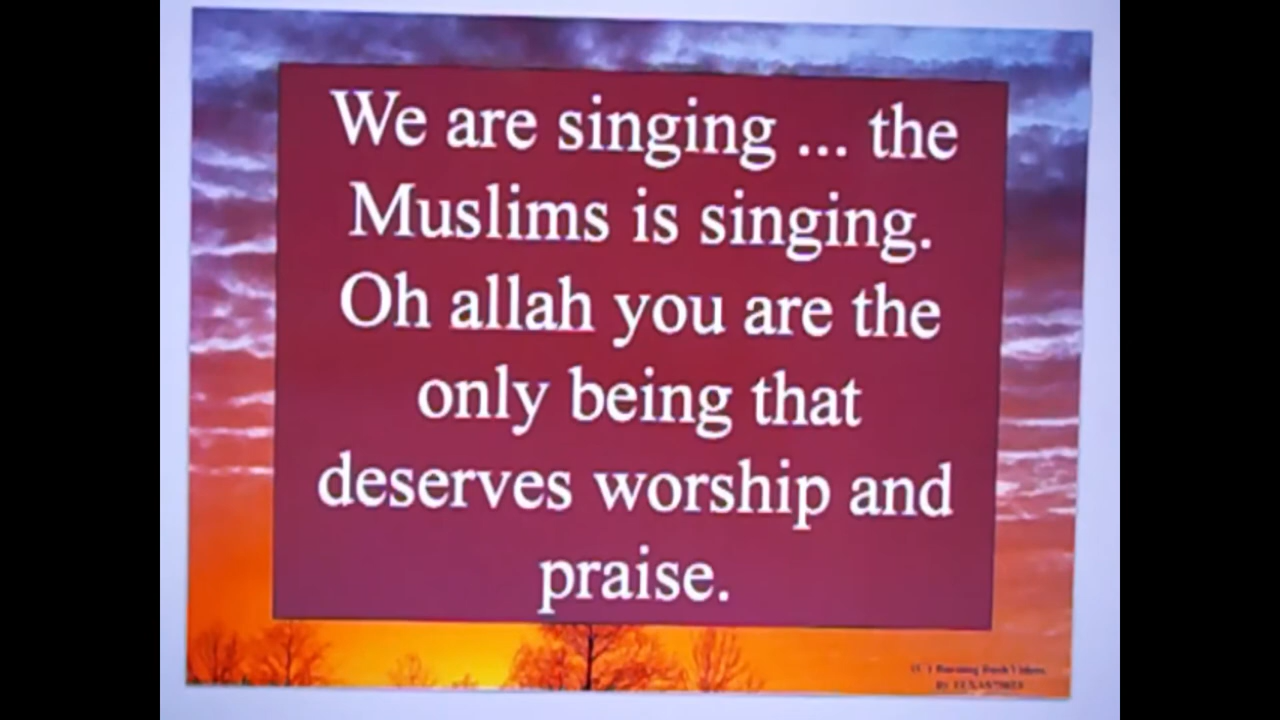 We are singing ... the
Muslims is singing.
Oh allah you are the
only being that
deserves worship and
praise.